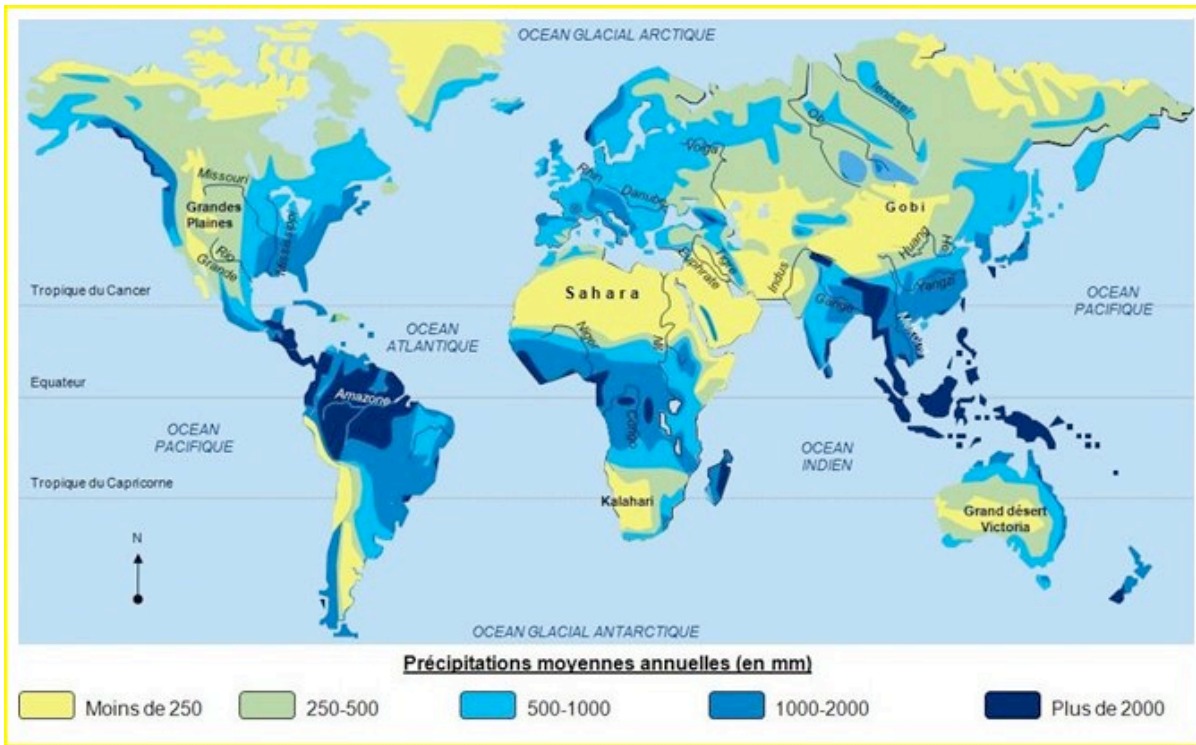 OCEAN GLACIAL ARCTIQUE
Ienisseï
Ob
Volga
Missouri
Rhin
Danube
Grandes
Plaines
Gobi
Mississippi
Huang
He
Rio
Grande
Tigre
Euphrate
Indus
Yangzi
Tropique du Cancer
Sahara
Gange
OCEAN
PACIFIQUE
OCEAN
ATLANTIQUE
Niger
Nil
Mékong
Equateur
Amazone
Congo
OCEAN
PACIFIQUE
OCEAN
INDIEN
Tropique du Capricorne
Kalahari
Grand désert
Victoria
N
OCEAN GLACIAL ANTARCTIQUE
Précipitations moyennes annuelles (en mm)
Moins de 250
250-500
500-1000
1000-2000
Plus de 2000